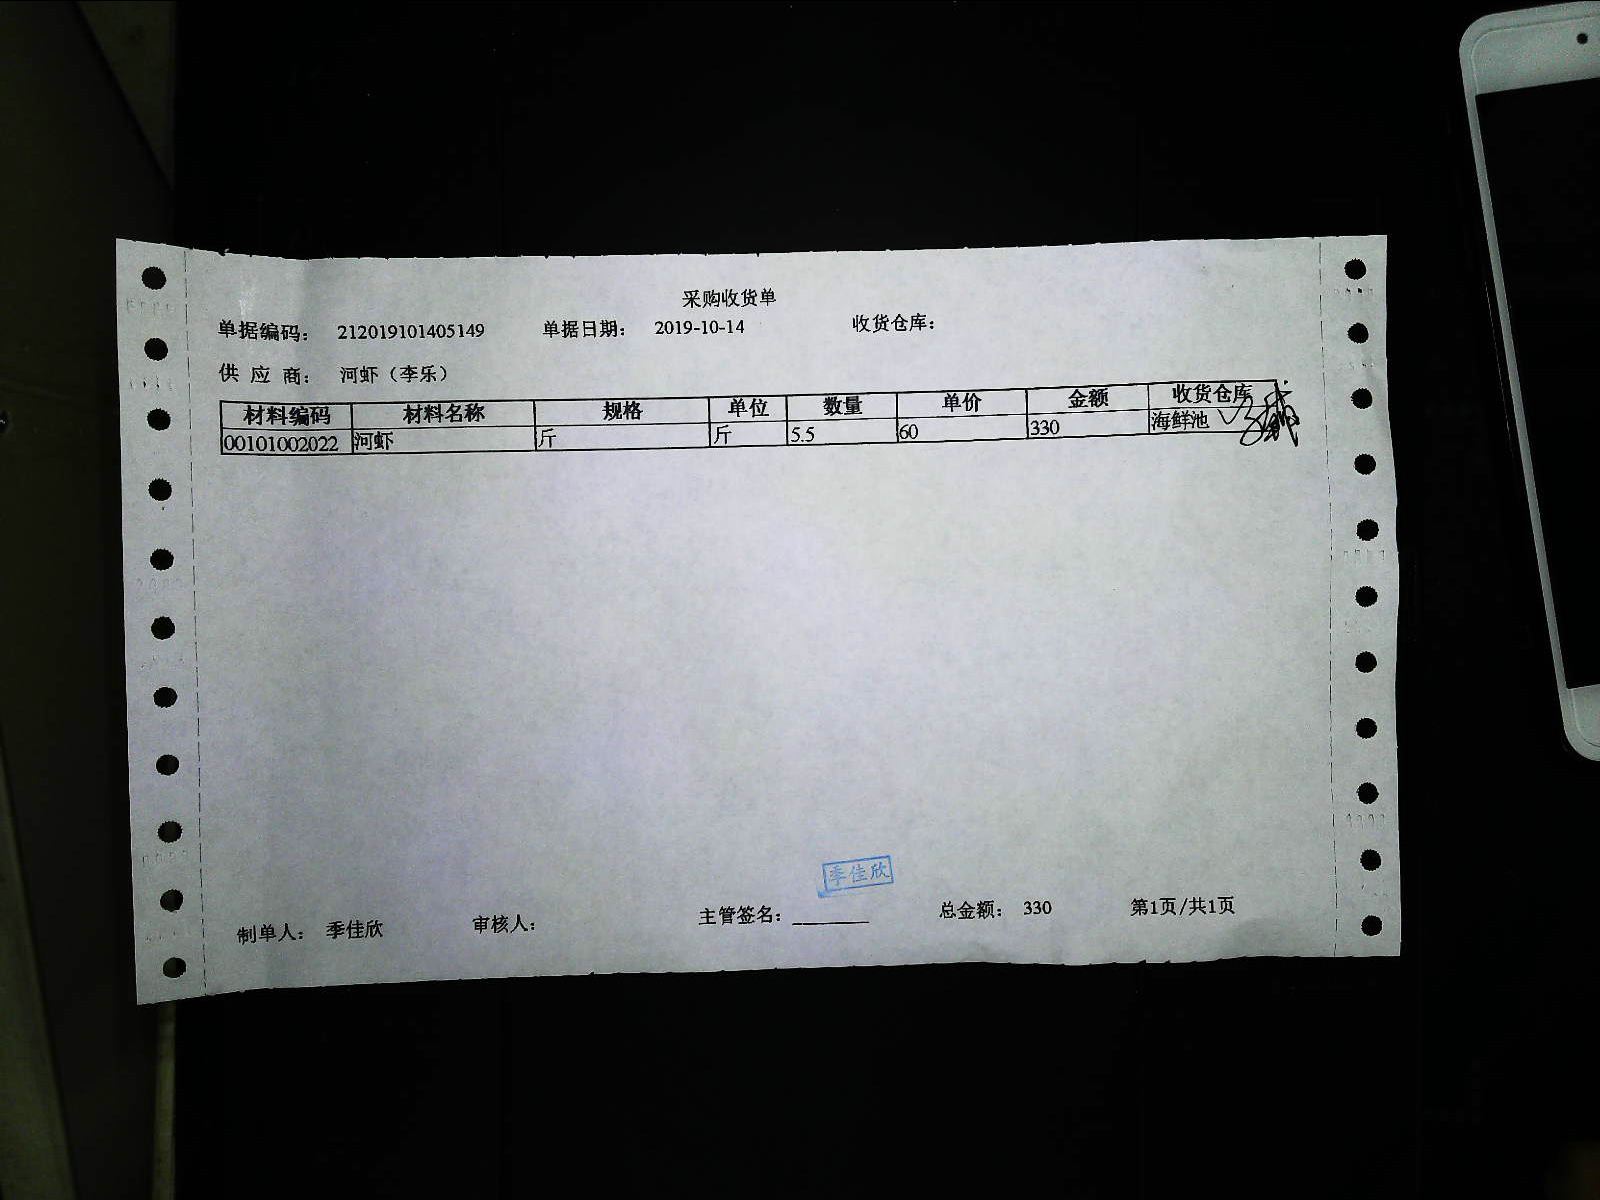 采购收货单
单据编码： 212019101405149 单据日期： 2019-10-14 收货仓库：
供 应 商： 河虾（李乐）
材料编码 材料名称 规格 单位 数量 单价 金额 收货仓库
00101002022 河虾 斤 斤 5.5 60 330 海鲜池
季佳欣
制单人： 季佳欣 审核人： 主管签名：________ 总金额： 330 第1页/共1页